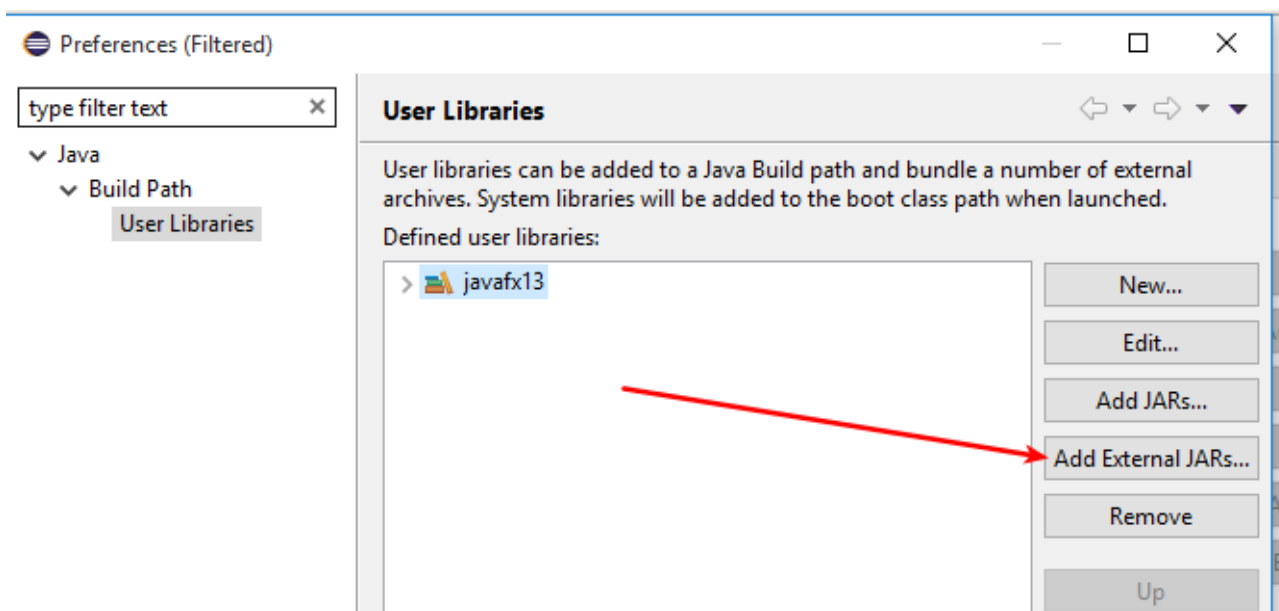 Preferences (Filtered)
type filter text
Java
Build Path
User Libraries
User Libraries
User libraries can be added to a Java Build path and bundle a number of external
archives. System libraries will be added to the boot class path when launched.
Defined user libraries:
javafx13
New...
Edit...
Add JARs...
Add External JARs...
Remove
Up